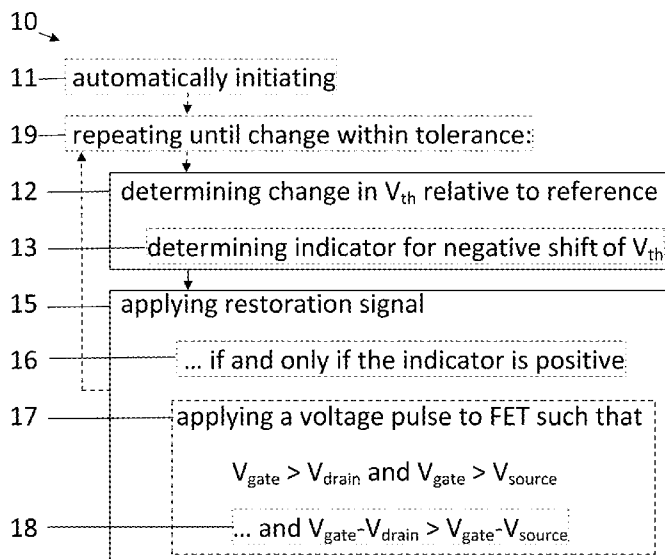 10
11 automatically initiating
19 repeating until change within tolerance:
12 determining change in Vth relative to reference
13 determining indicator for negative shift of Vth
15 applying restoration signal
16 ... if and only if the indicator is positive
17 applying a voltage pulse to FET such that
Vgate > Vdrain and Vgate > Vsource
18 ... and Vgate-Vdrain > Vgate-Vsource